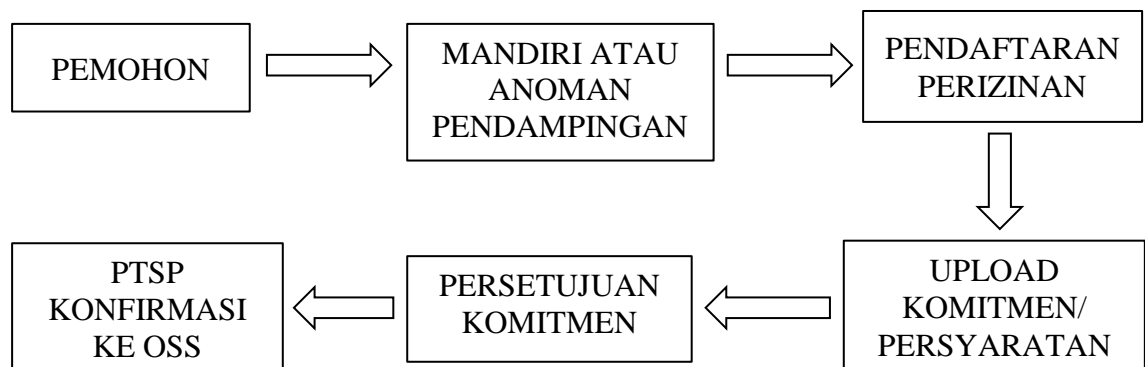 PEMOHON
MANDIRI ATAU
ANOMAN
PENDAMPINGAN
PENDAFTARAN
PERIZINAN
UPLOAD
KOMITMEN/
PERSYARATAN
PERSETUJUAN
KOMITMEN
PTSP
KONFIRMASI
KE OSS